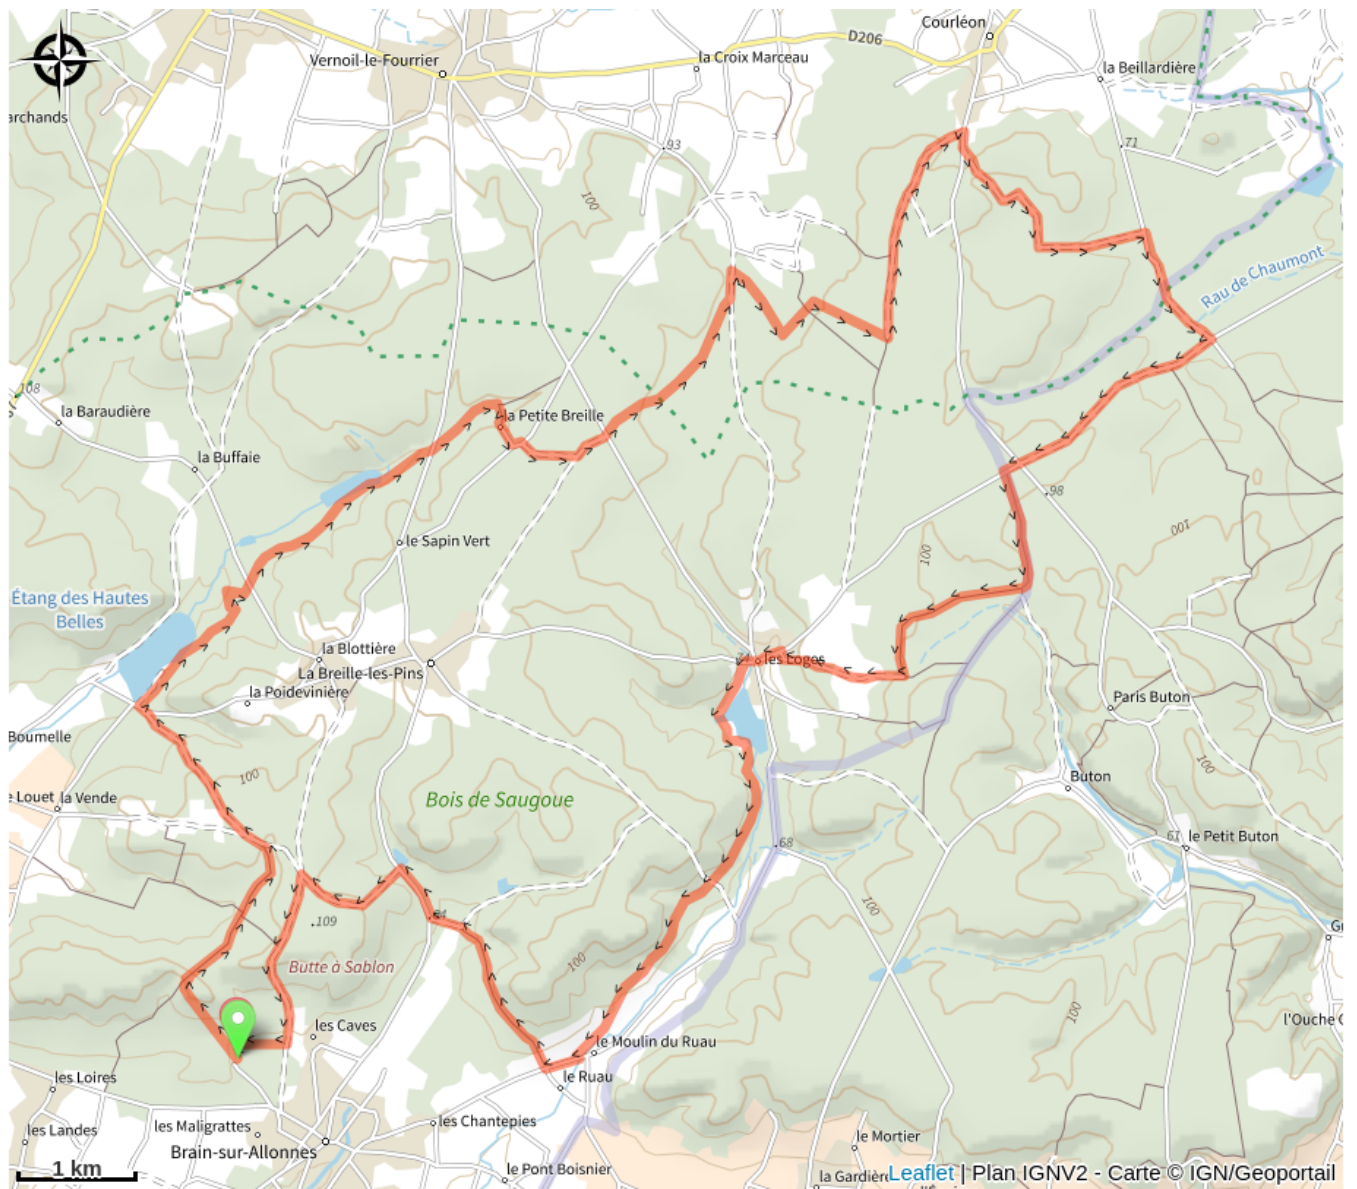 Courléon
D206
Vernoil-le-Fourrier
la Croix Marceau
la Beillardière
archands
93
71
100
Rau de Chaumont
108
la Baraudière
la Petite Breille
la Buffaie
98
100
le Sapin Vert
100
Étang des Hautes
Belles
la Blottière
les Loges
La Breille-les-Pins
la Poidevinière
Paris Buton
Boumelle
100
100
Buton
e Louet
la Vende
Bois de Saugoue
61
le Petit Buton
68
100
109
Butte à Sablon
100
100
les Caves
l'Ouche
le Moulin du Ruau
les Loires
le Ruau
les Landes
les Maligrattes
les Chantepies
Brain-sur-Allonnes
le Mortier
1 km
le Pont Boisnier
la Gardière
Leaflet | Plan IGNV2 - Carte © IGN/Geoportail